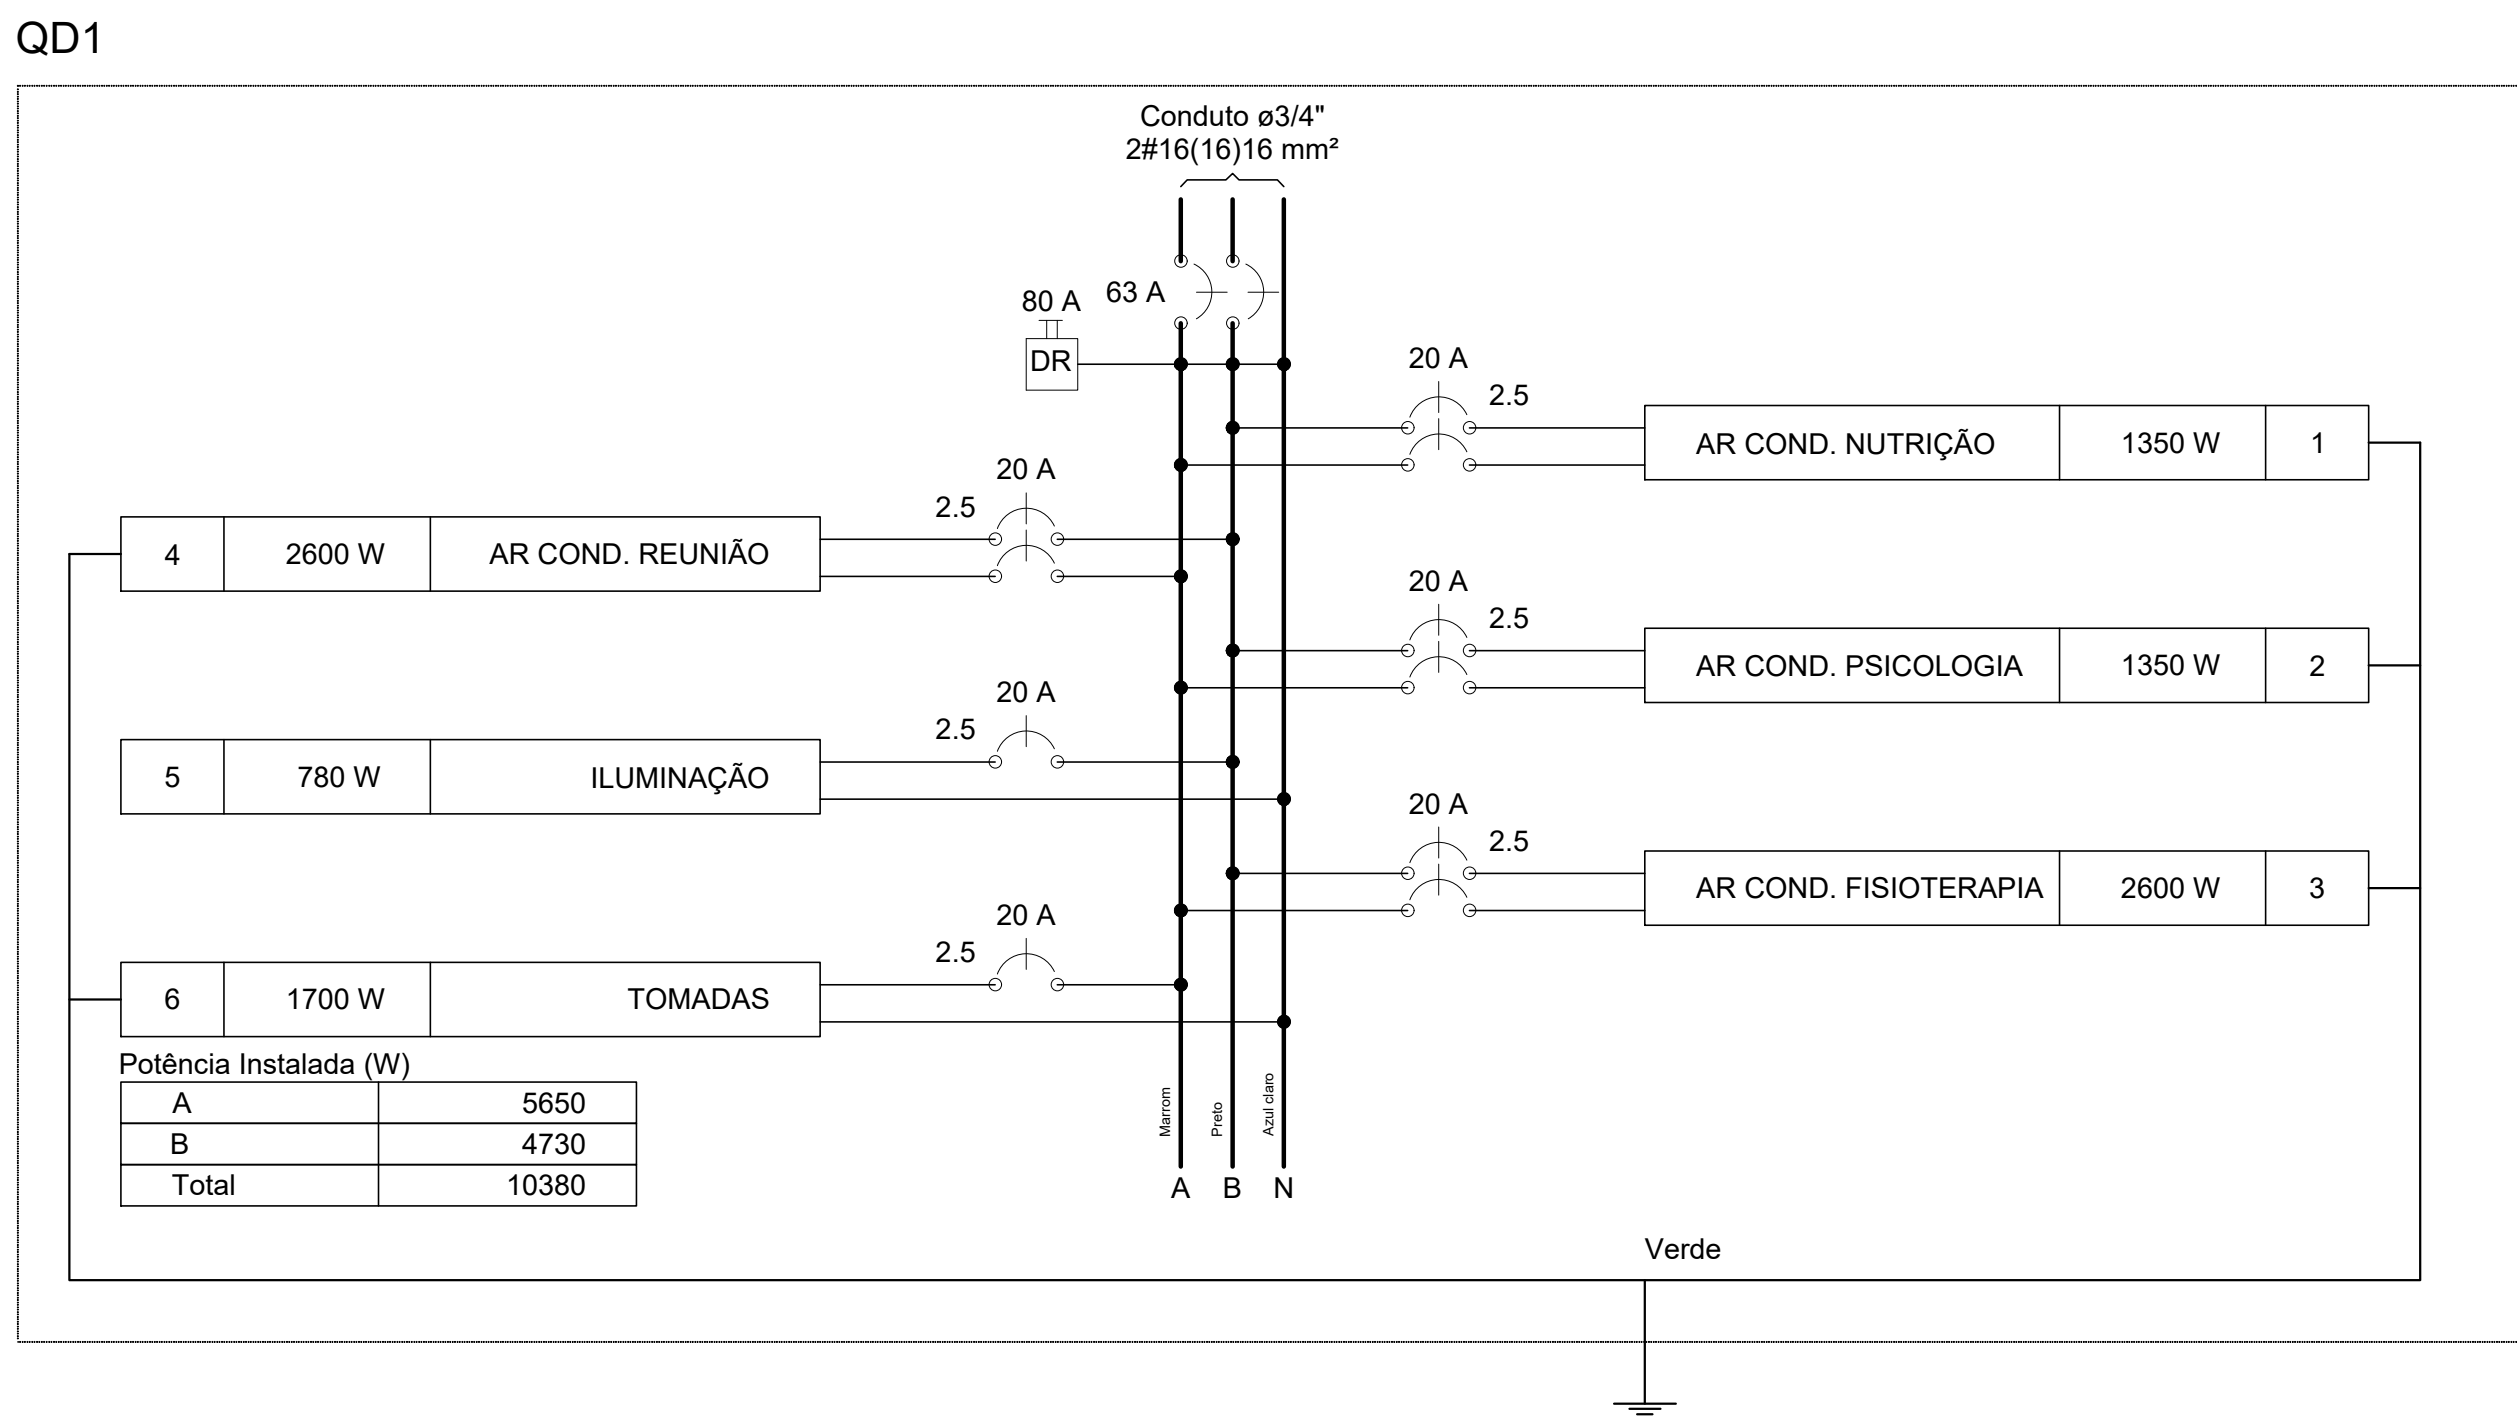 QD1
Conduto ø3/4"
2#16(16)16 mm²
80 A
63 A
DR
20 A
2.5
AR COND. NUTRIÇÃO 1350 W 1
20 A
2.5
4 2600 W AR COND. REUNIÃO
20 A
2.5
AR COND. PSICOLOGIA 1350 W 2
20 A
2.5
5 780 W ILUMINAÇÃO
20 A
2.5
AR COND. FISIOTERAPIA 2600 W 3
20 A
2.5
6 1700 W TOMADAS
Potência Instalada (W)
A 5650
B 4730
Total 10380
Marrom
Preto
Azul claro
A B N
Verde